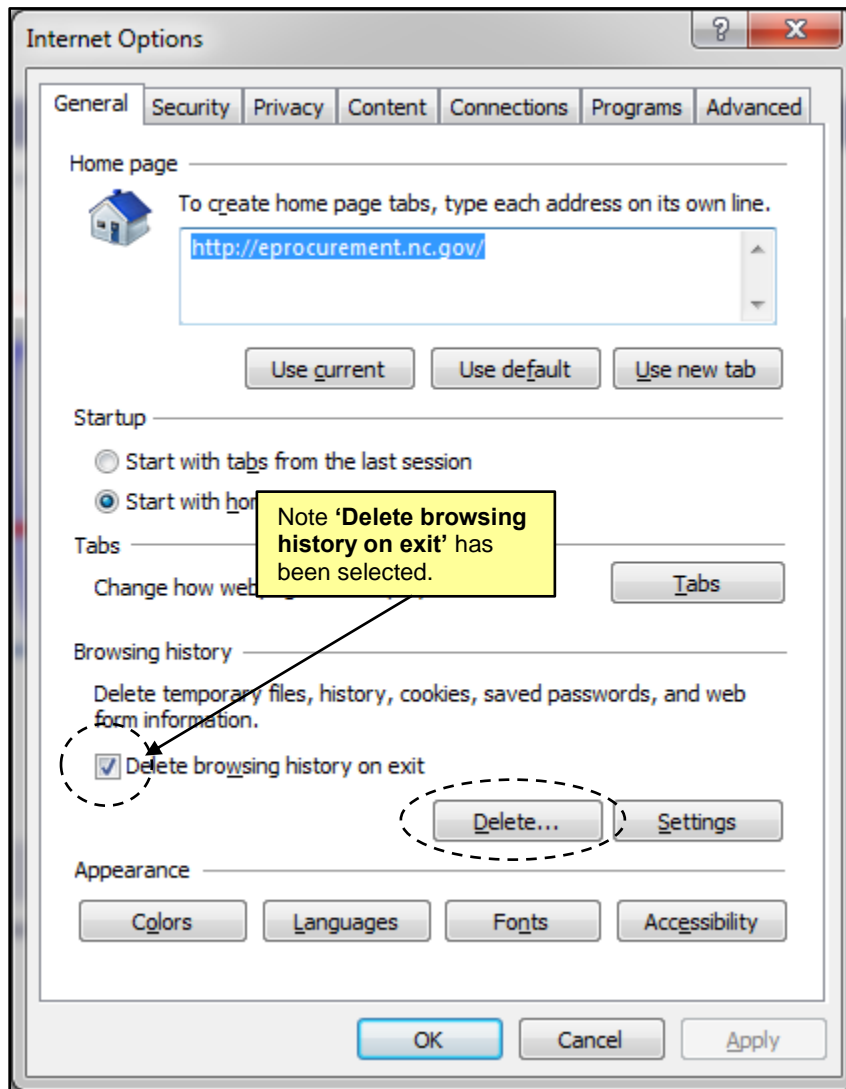 Internet Options
General Security Privacy Content Connections Programs Advanced
Home page
To create home page tabs, type each address on its own line.
http://eprocurement.nc.gov/
Use current Use default Use new tab
Startup
Start with tabs from the last session
Start with
Note ‘Delete browsing
history on exit’ has
been selected.
Tabs
Change how
Tabs
Browsing history
Delete temporary files, history, cookies, saved passwords, and web
form information.
Delete browsing history on exit
Delete... Settings
Appearance
Colors Languages Fonts Accessibility
OK Cancel Apply